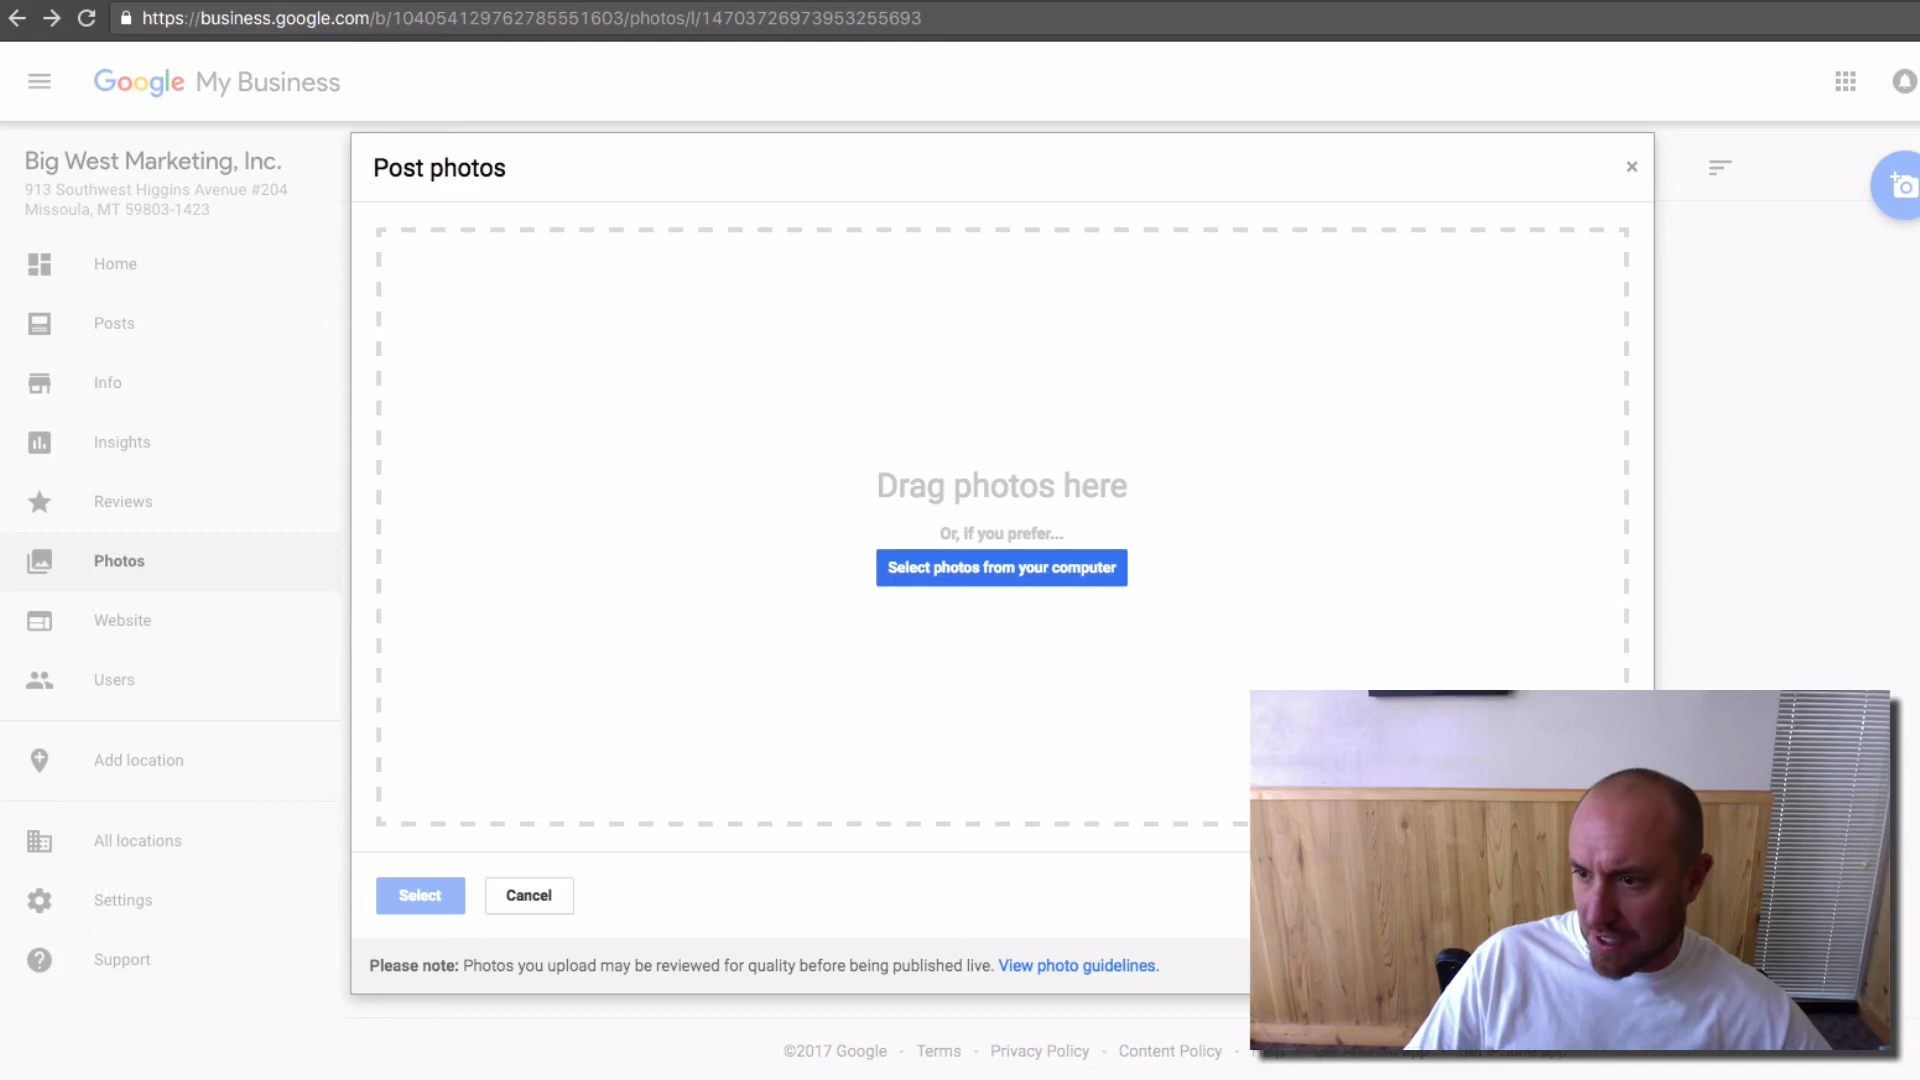 https://business.google.com/b/104054129762785551603/photos/l/14703726973953255693
Google My Business
Big West Marketing, Inc.
913 Southwest Higgins Avenue #204
Missoula, MT 59803-1423
Home
Posts
Info
Insights
Reviews
Photos
Website
Users
Add location
All locations
Settings
Support
Post photos
×
Drag photos here
Or, if you prefer...
Select photos from your computer
Select
Cancel
Please note: Photos you upload may be reviewed for quality before being published live. View photo guidelines.
©2017 Google - Terms - Privacy Policy - Content Policy -